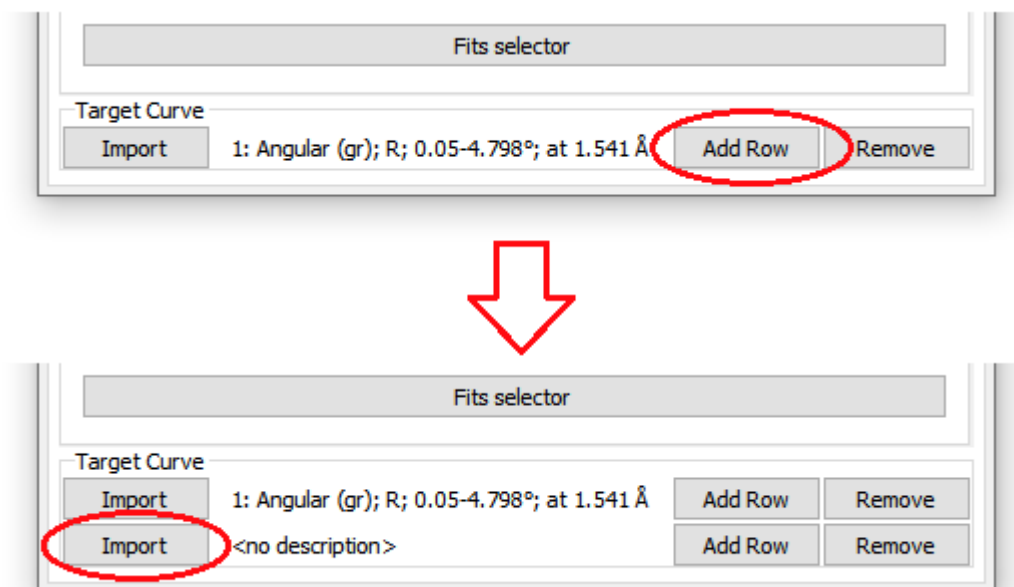 Fits selector
Target Curve
Import 1: Angular (gr); R; 0.05-4.798°; at 1.541 Å Add Row Remove
Fits selector
Target Curve
Import 1: Angular (gr); R; 0.05-4.798°; at 1.541 Å Add Row Remove
Import <no description> Add Row Remove